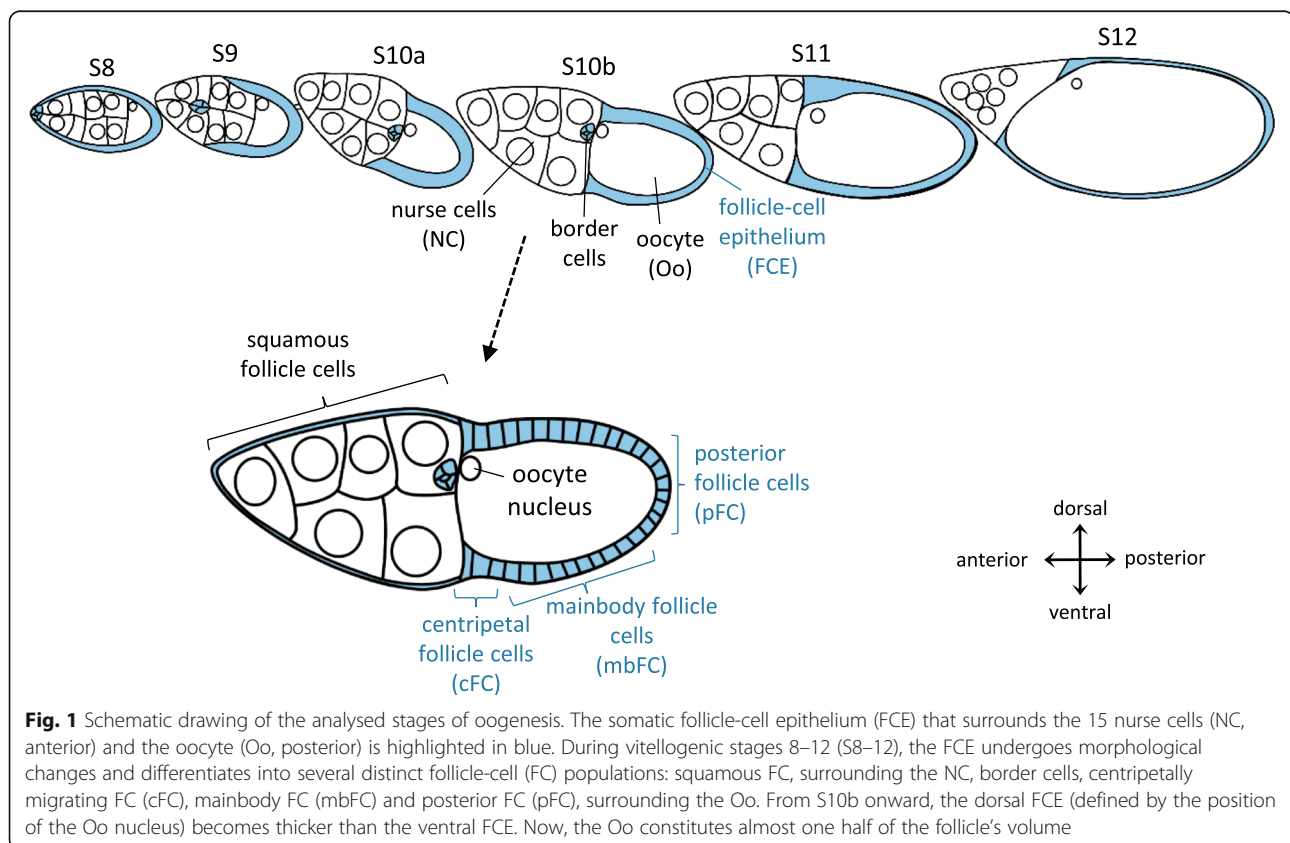 S8
S9
S10a
S10b
S11
S12
nurse cells
(NC)
border
cells
oocyte
(Oo)
follicle-cell
epithelium
(FCE)
squamous
follicle cells
oocyte
nucleus
posterior
follicle cells
(pFC)
centripetal
follicle cells
(cFC)
mainbody follicle
cells
(mbFC)
dorsal
anterior
posterior
ventral
Fig. 1 Schematic drawing of the analysed stages of oogenesis. The somatic follicle-cell epithelium (FCE) that surrounds the 15 nurse cells (NC,
anterior) and the oocyte (Oo, posterior) is highlighted in blue. During vitellogenic stages 8–12 (S8–12), the FCE undergoes morphological
changes and differentiates into several distinct follicle-cell (FC) populations: squamous FC, surrounding the NC, border cells, centripetally
migrating FC (cFC), mainbody FC (mbFC) and posterior FC (pFC), surrounding the Oo. From S10b onward, the dorsal FCE (defined by the position
of the Oo nucleus) becomes thicker than the ventral FCE. Now, the Oo constitutes almost one half of the follicle's volume